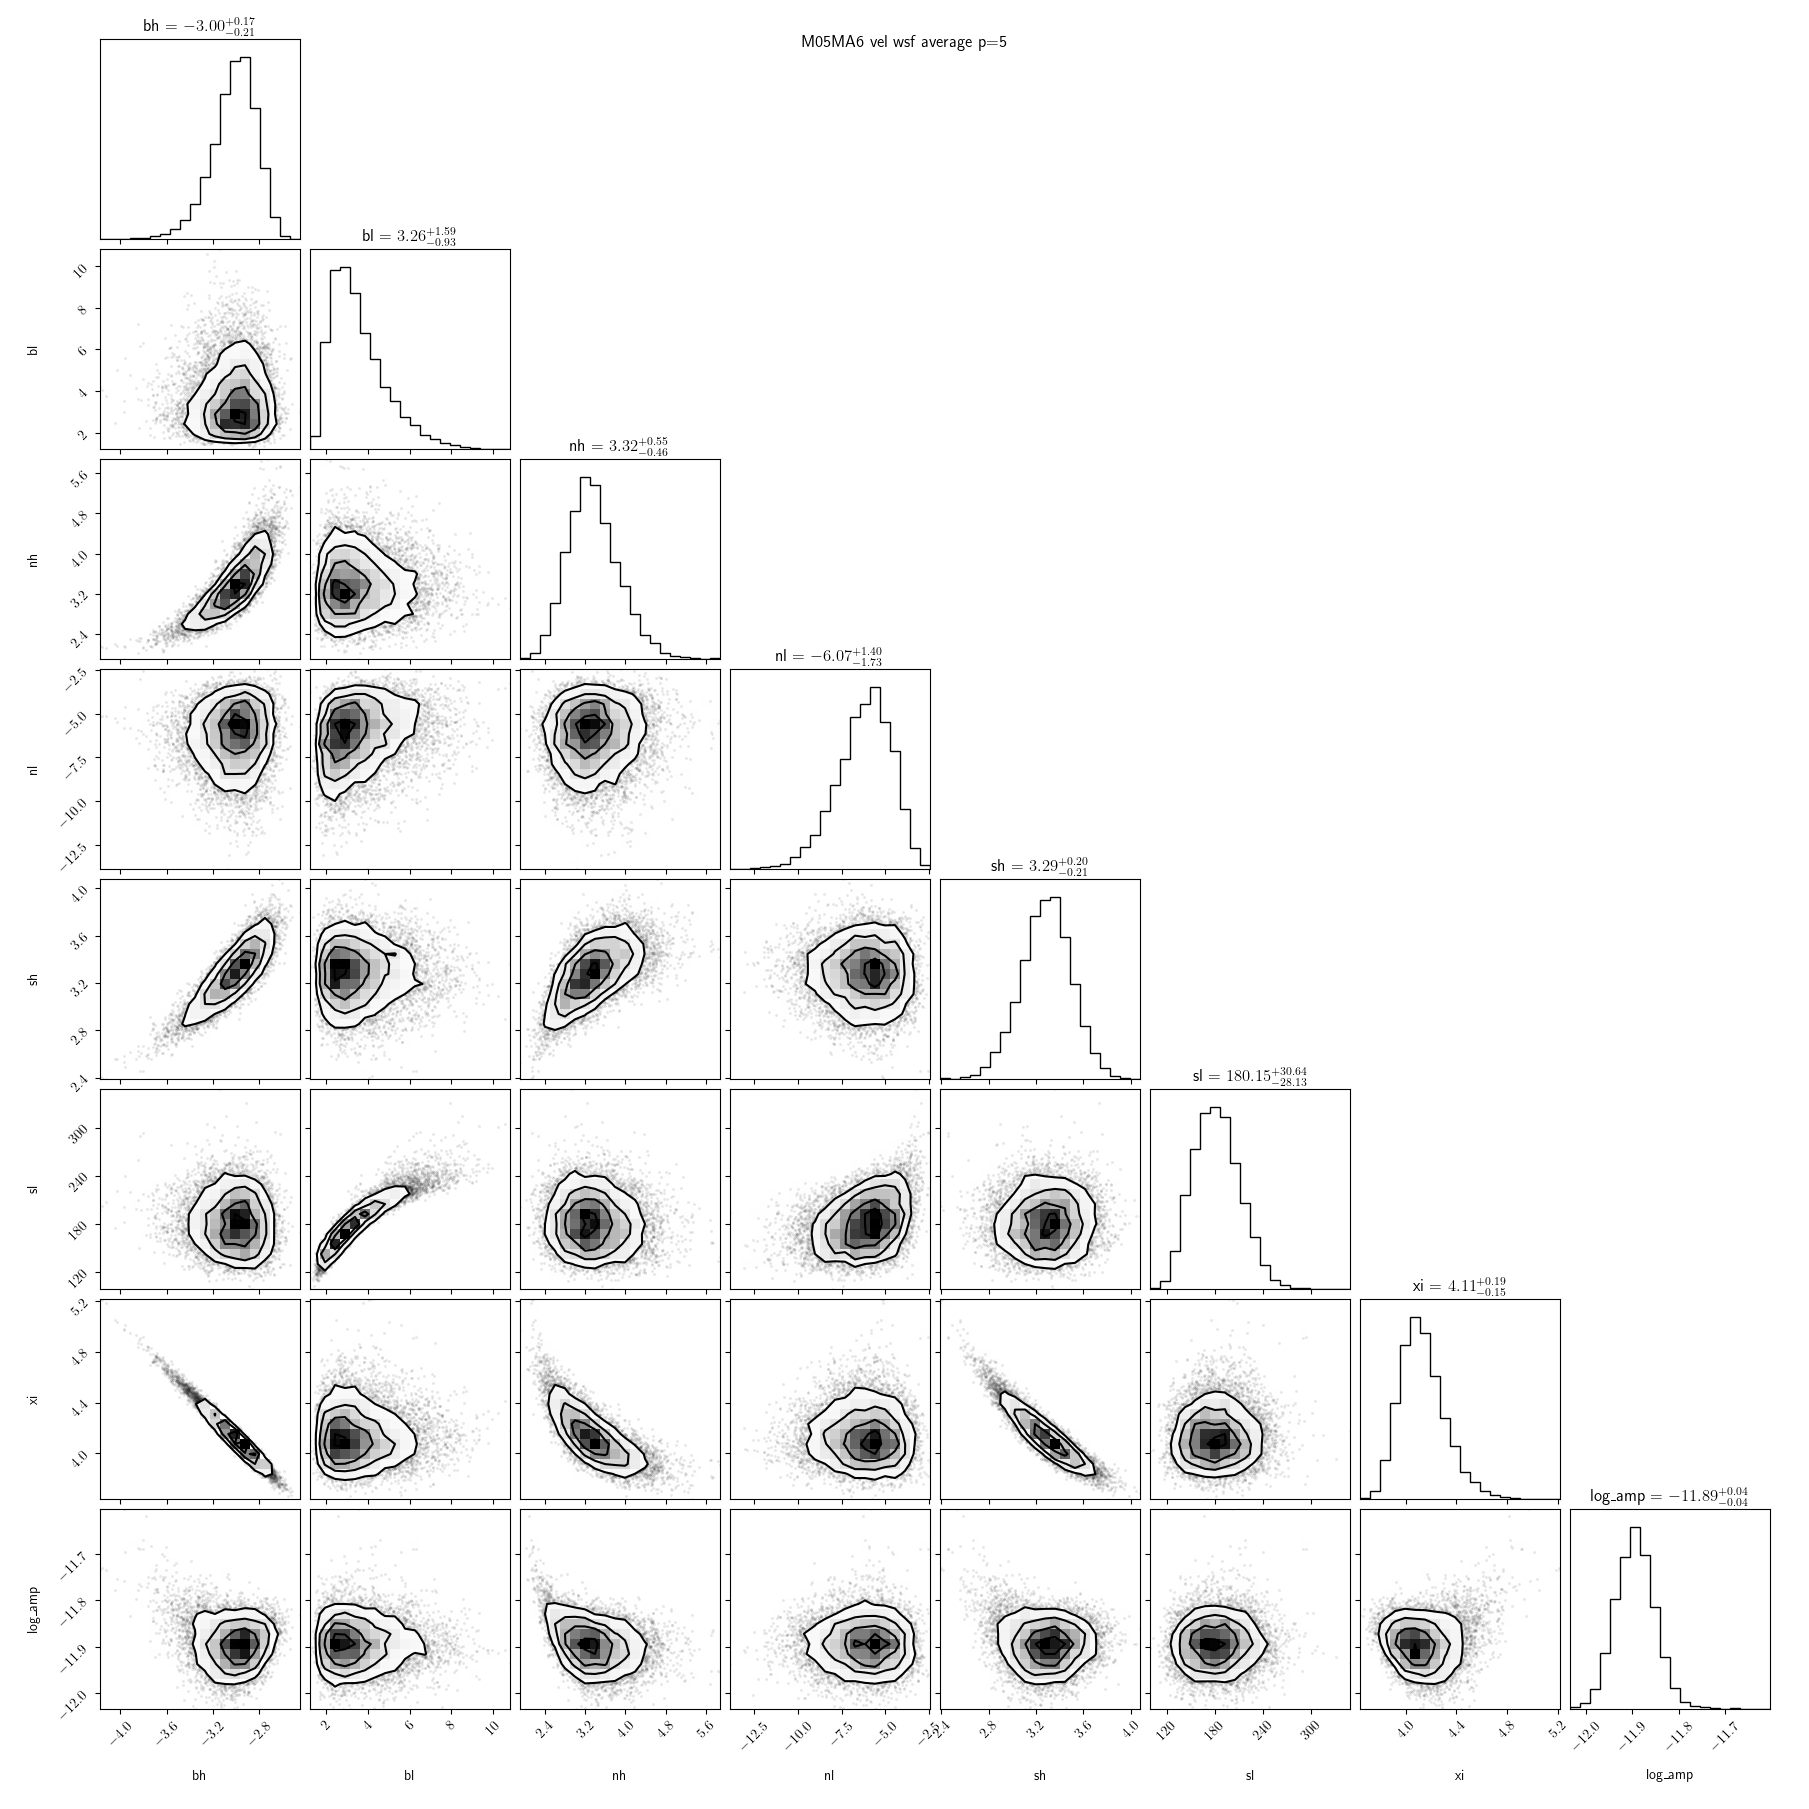 M05MA6 vel wsf average p=5
bh = −3.00+0.17−0.21
bl = 3.26+1.59−0.93
nh = 3.32+0.55−0.46
nl = −6.07+1.40−1.73
sh = 3.29+0.20−0.21
sl = 180.15+30.64−28.13
xi = 4.11+0.19−0.15
log_amp = −11.89+0.04−0.04
bl
10
8
6
4
2
nh
5.6
4.8
4.0
3.2
2.4
nl
−2.5
−5.0
−7.5
−10.0
−12.5
sh
4.0
3.6
3.2
2.8
2.4
sl
300
240
180
120
xi
5.2
4.8
4.4
4.0
log_amp
−11.7
−11.8
−11.9
−12.0
−4.0 −3.6 −3.2 −2.8
2 4 6 8 10
2.4 3.2 4.0 4.8 5.6
−12.5 −10.0 −7.5 −5.0 −2.5
2.4 2.8 3.2 3.6 4.0
120 180 240 300
4.0 4.4 4.8 5.2
−12.0 −11.9 −11.8 −11.7
bh bl nh nl sh sl xi log_amp